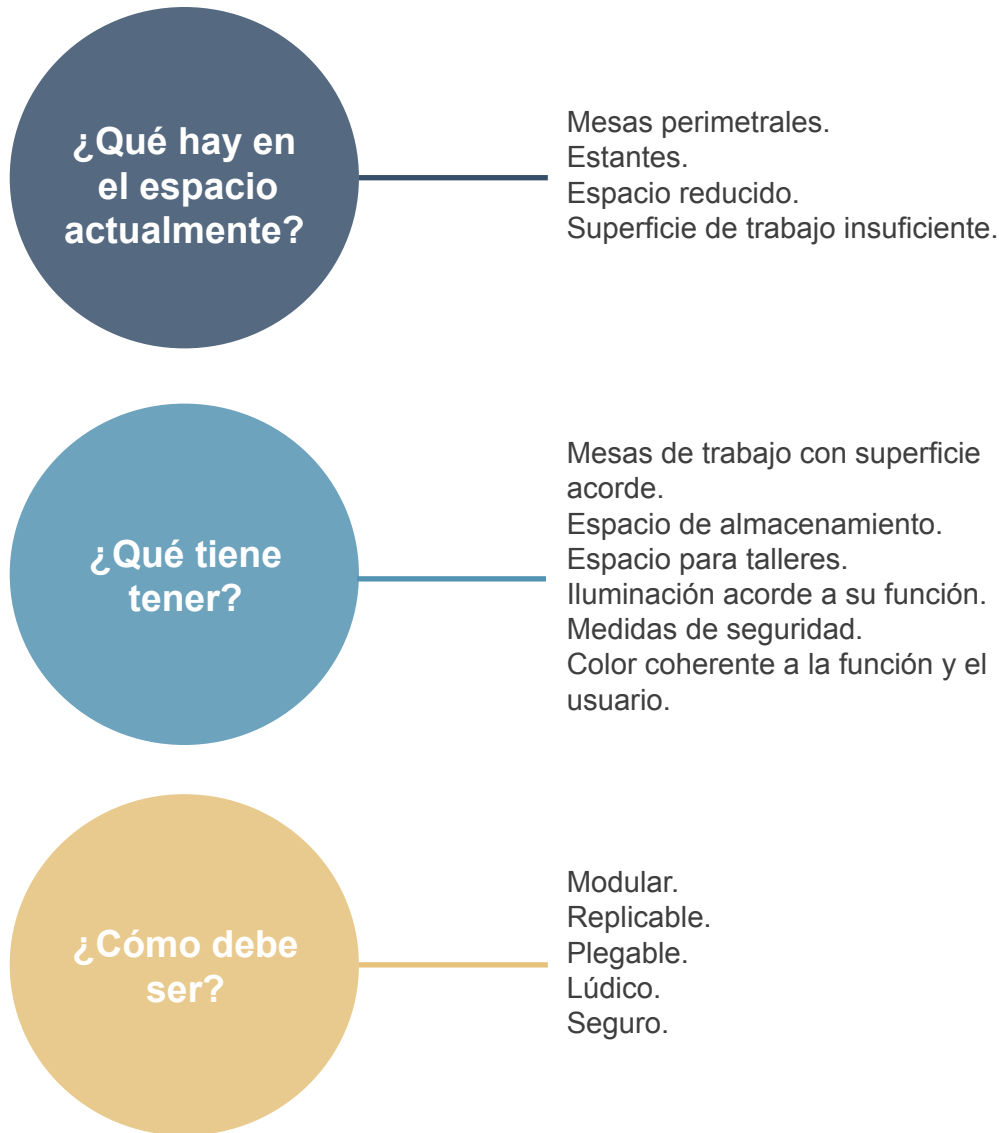 ¿Qué hay en
el espacio
actualmente?
Mesas perimetrales.
Estantes.
Espacio reducido.
Superficie de trabajo insuficiente.
¿Qué tiene
tener?
Mesas de trabajo con superficie
acorde.
Espacio de almacenamiento.
Espacio para talleres.
Iluminación acorde a su función.
Medidas de seguridad.
Color coherente a la función y el
usuario.
¿Cómo debe
ser?
Modular.
Replicable.
Plegable.
Lúdico.
Seguro.